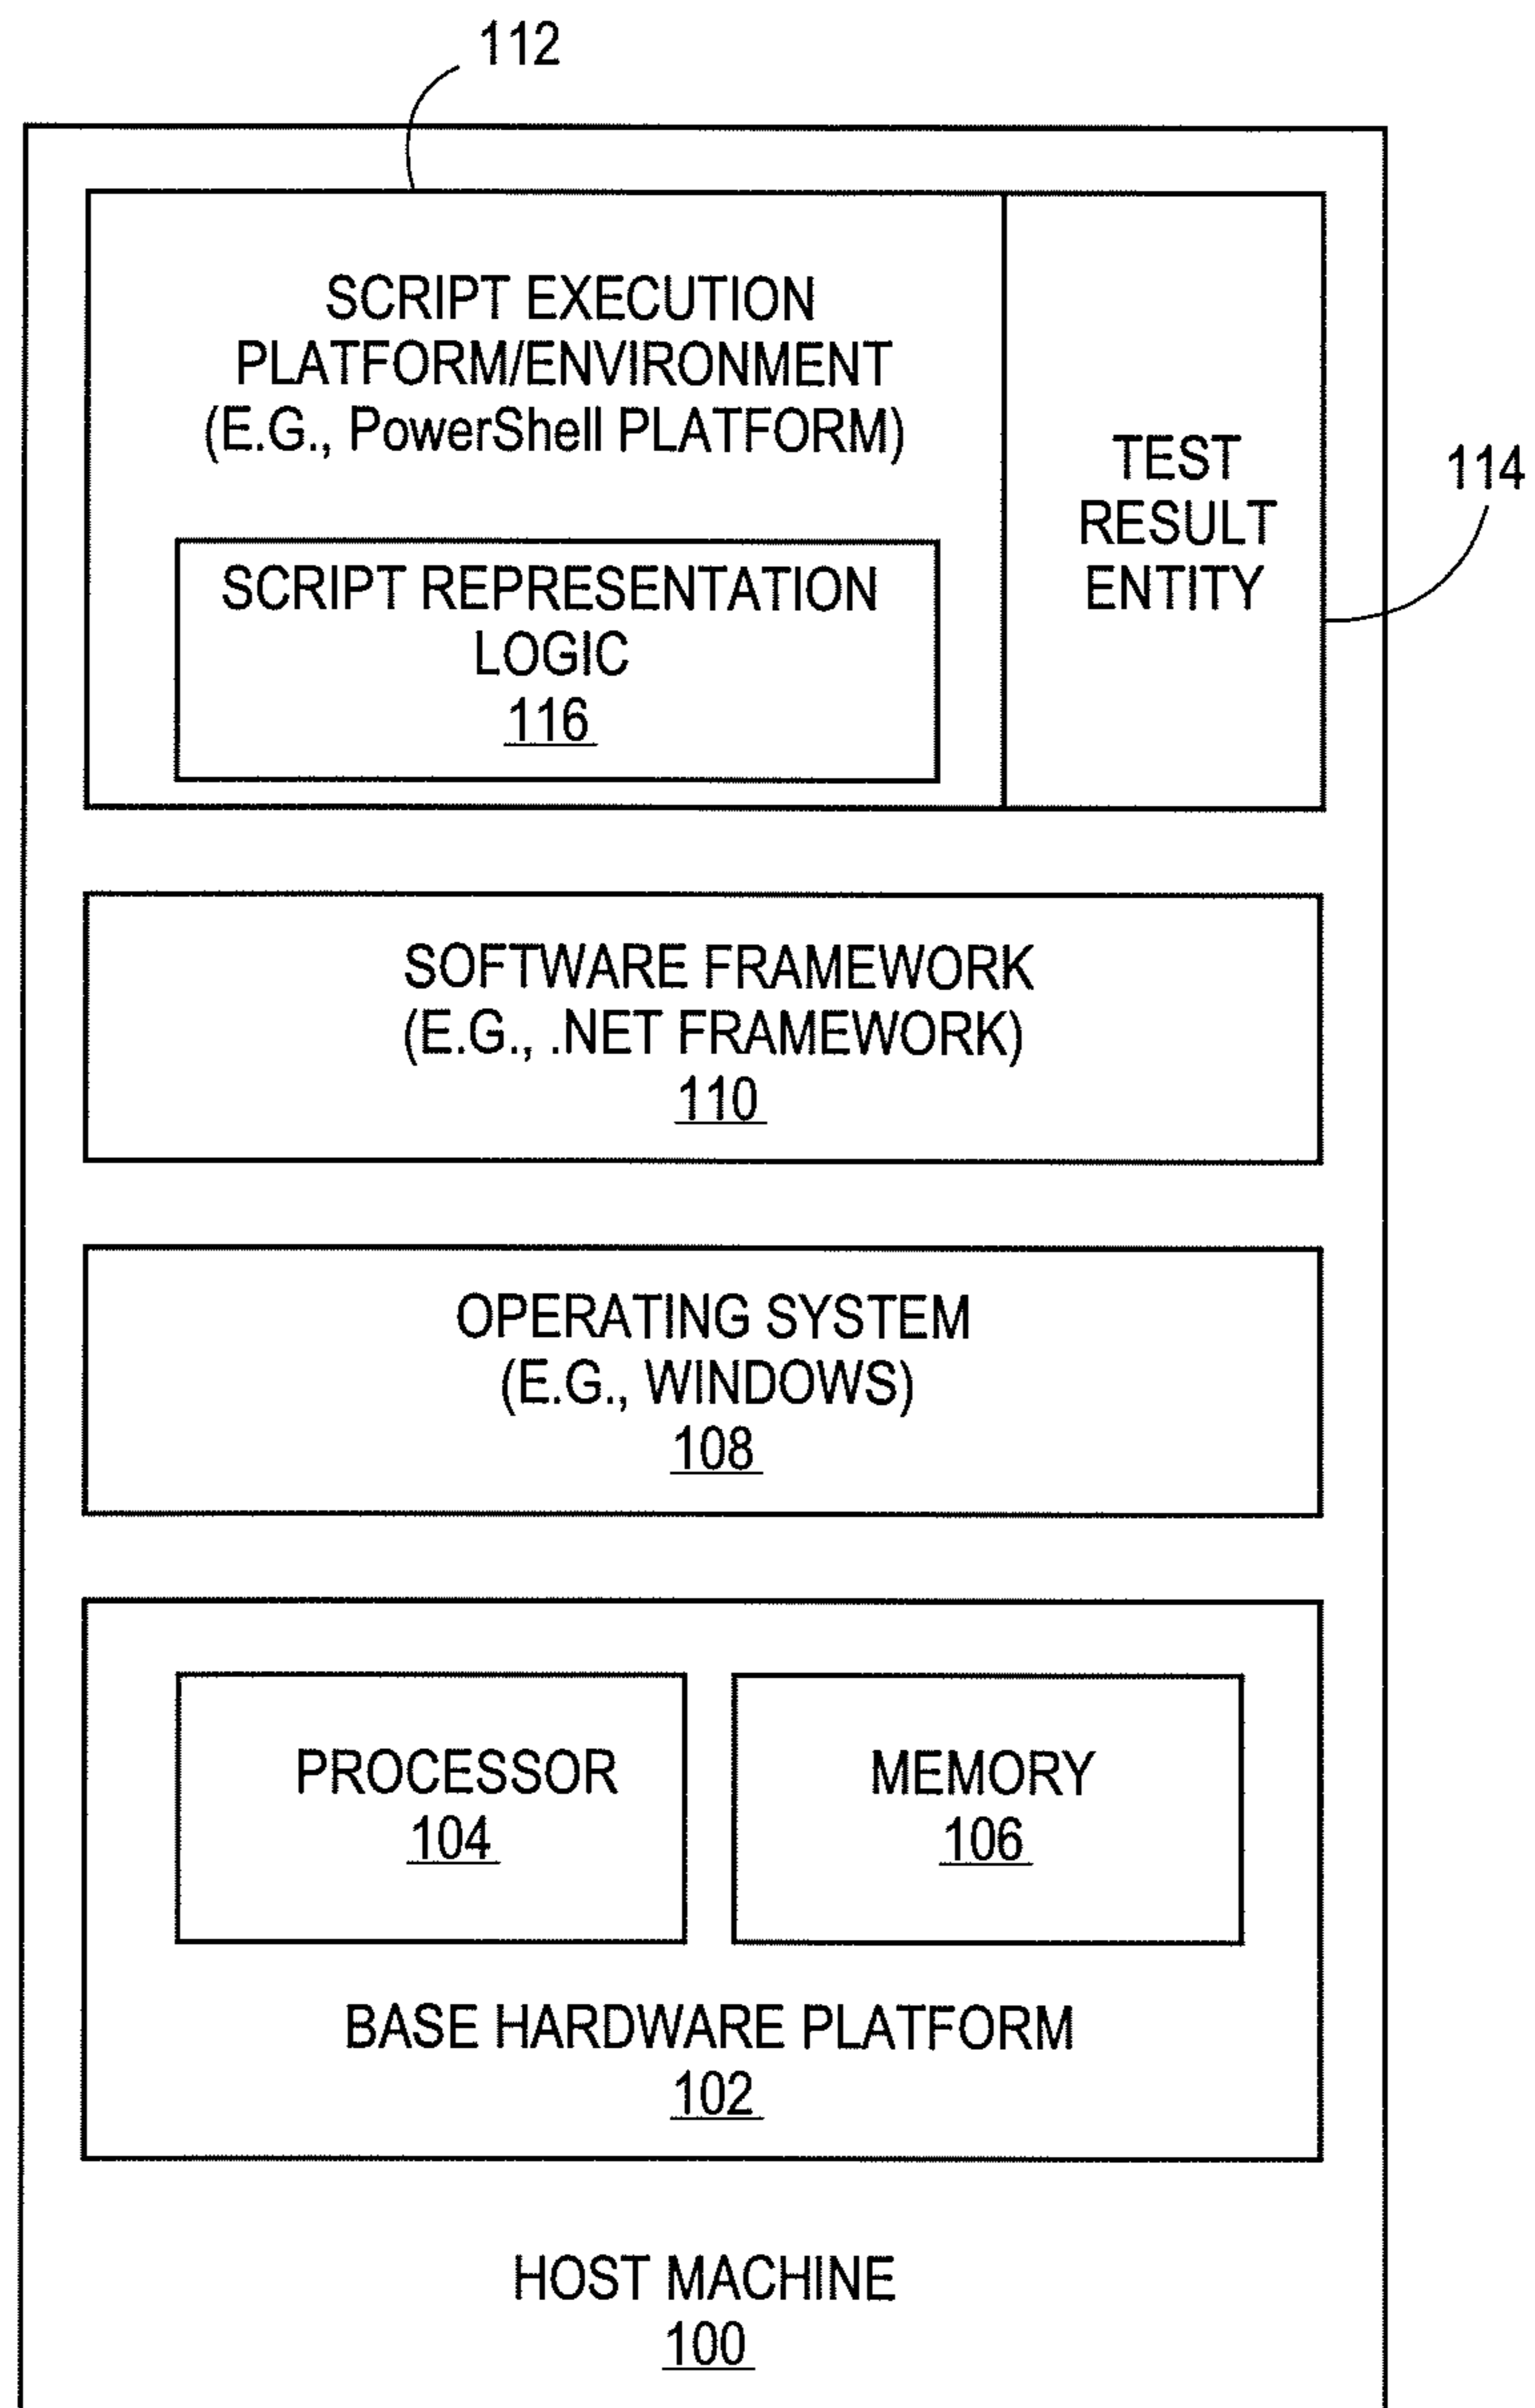 112
SCRIPT EXECUTION
PLATFORM/ENVIRONMENT
(E.G., PowerShell PLATFORM)
SCRIPT REPRESENTATION
LOGIC
116
TEST
RESULT
ENTITY
114
SOFTWARE FRAMEWORK
(E.G., .NET FRAMEWORK)
110
OPERATING SYSTEM
(E.G., WINDOWS)
108
PROCESSOR
104
MEMORY
106
BASE HARDWARE PLATFORM
102
HOST MACHINE
100